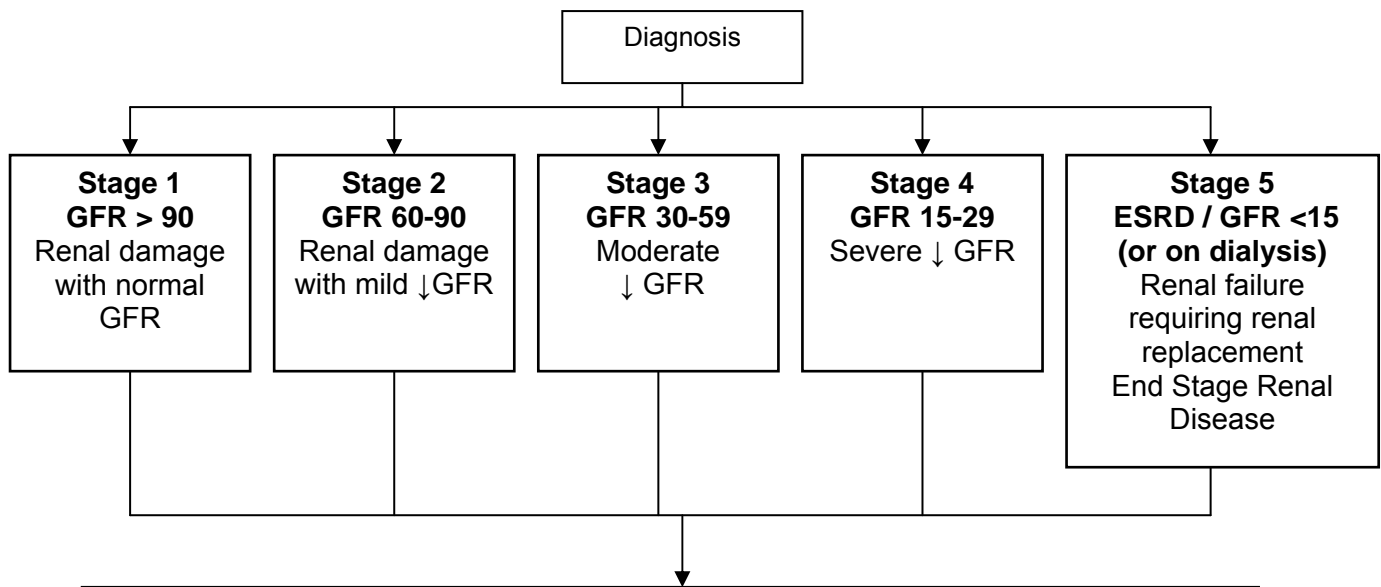 Diagnosis
Stage 1
GFR > 90
Renal damage
with normal
GFR
Stage 2
GFR 60-90
Renal damage
with mild ↓GFR
Stage 3
GFR 30-59
Moderate
↓ GFR
Stage 4
GFR 15-29
Severe ↓ GFR
Stage 5
ESRD / GFR <15
(or on dialysis)
Renal failure
requiring renal
replacement
End Stage Renal
Disease